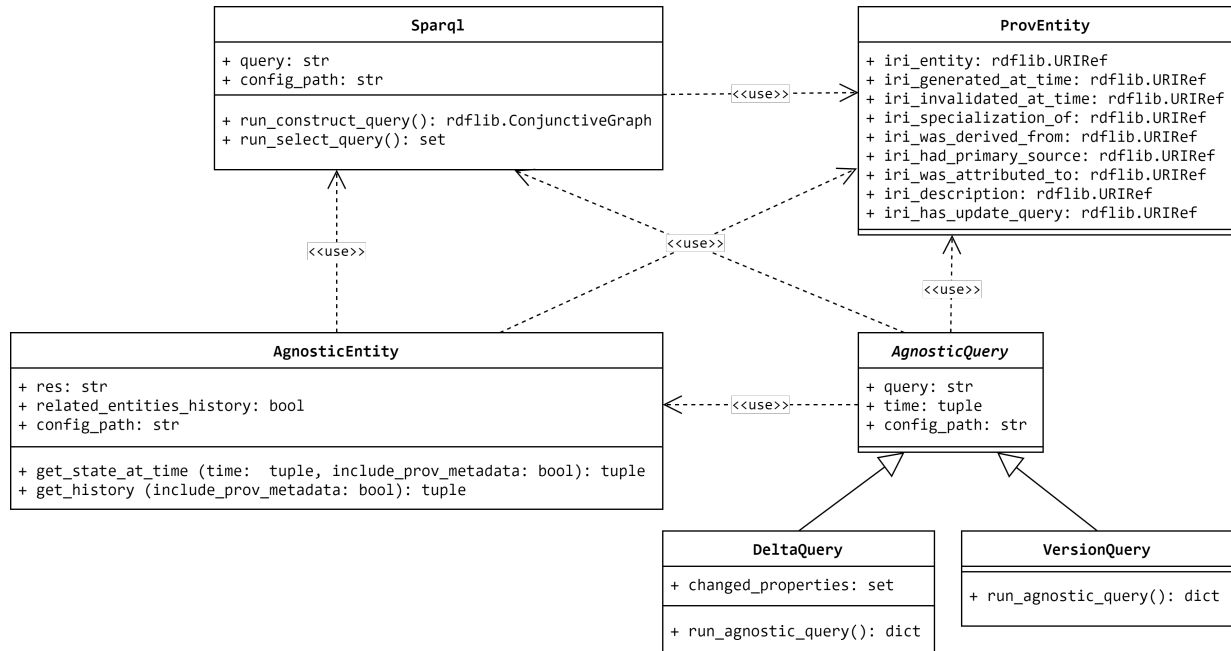 Sparql
+ query: str
+ config_path: str
+ run_construct_query(): rdflib.ConjunctiveGraph
+ run_select_query(): set
<<use>>
ProvEntity
+ iri_entity: rdflib.URIRef
+ iri_generated_at_time: rdflib.URIRef
+ iri_invalidated_at_time: rdflib.URIRef
+ iri_specialization_of: rdflib.URIRef
+ iri_was_derived_from: rdflib.URIRef
+ iri_had_primary_source: rdflib.URIRef
+ iri_was_attributed_to: rdflib.URIRef
+ iri_description: rdflib.URIRef
+ iri_has_update_query: rdflib.URIRef
<<use>>
<<use>>
<<use>>
AgnosticEntity
+ res: str
+ related_entities_history: bool
+ config_path: str
+ get_state_at_time (time:  tuple, include_prov_metadata: bool): tuple
+ get_history (include_prov_metadata: bool): tuple
<<use>>
AgnosticQuery
+ query: str
+ time: tuple
+ config_path: str
DeltaQuery
+ changed_properties: set
+ run_agnostic_query(): dict
VersionQuery
+ run_agnostic_query(): dict